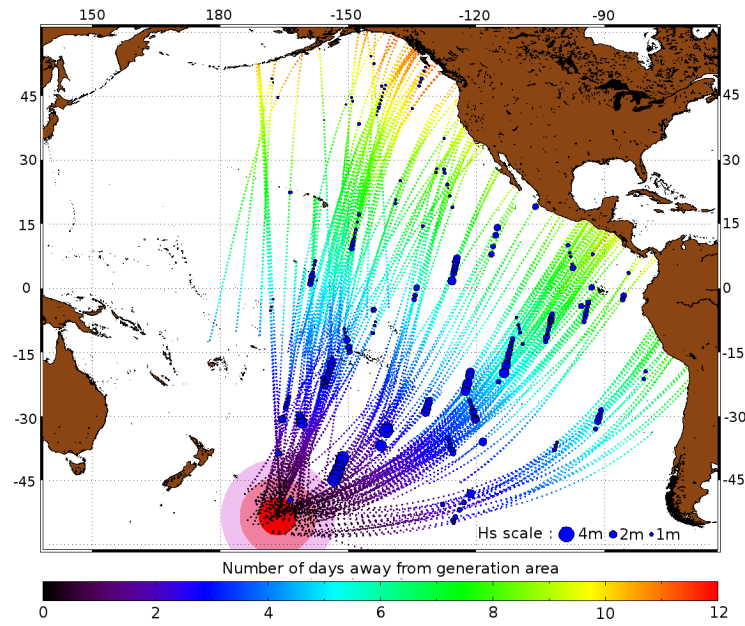 150 180 -150 -120 -90
45 45
30 30
15 15
0 0
-15 -15
-30 -30
-45 -45
Hs scale : 4m 2m 1m
Number of days away from generation area
0 2 4 6 8 10 12